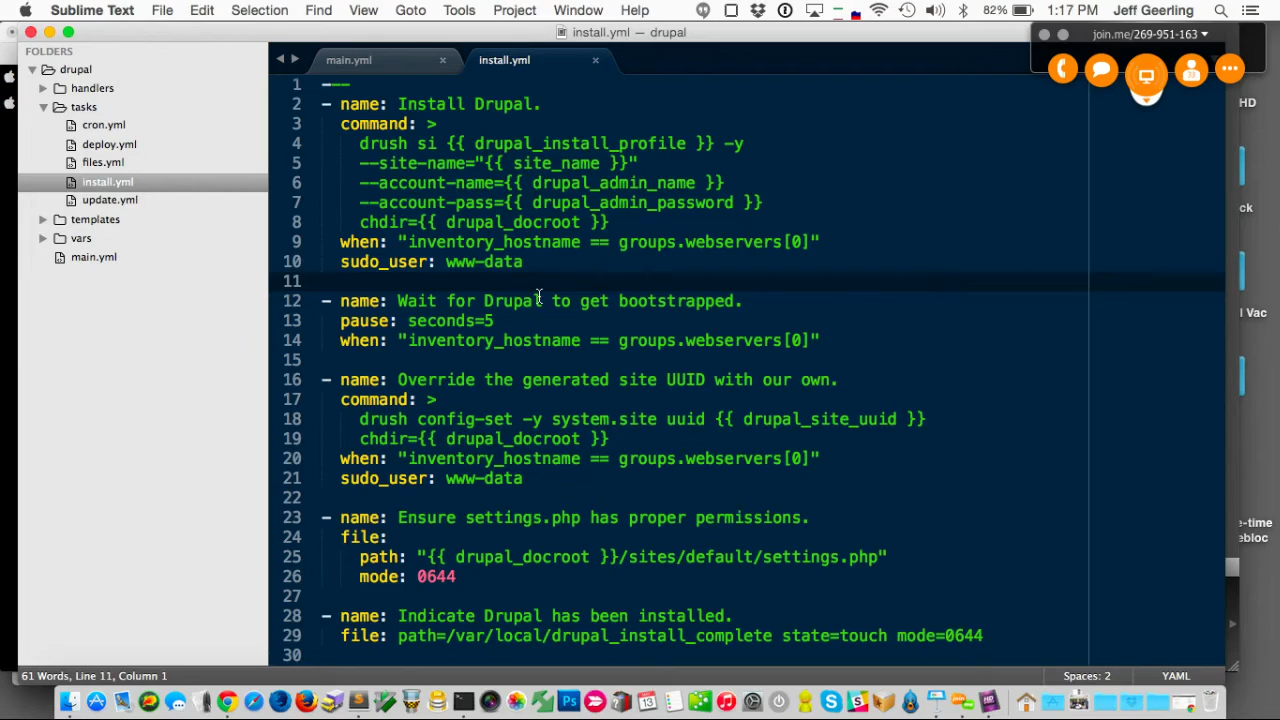 Sublime Text File Edit Selection Find View Goto Tools Project Window Help 82% 1:17 PM Jeff Geerling
install.yml — drupal
join.me/269-951-163
FOLDERS
drupal
handlers
tasks
cron.yml
deploy.yml
files.yml
install.yml
update.yml
templates
vars
main.yml
main.yml × install.yml ×
1 ---
2 - name: Install Drupal.
3 command: >
4 drush si {{ drupal_install_profile }} -y
5 --site-name="{{ site_name }}"
6 --account-name={{ drupal_admin_name }}
7 --account-pass={{ drupal_admin_password }}
8 chdir={{ drupal_docroot }}
9 when: "inventory_hostname == groups.webservers[0]"
10 sudo_user: www-data
11
12 - name: Wait for Drupal to get bootstrapped.
13 pause: seconds=5
14 when: "inventory_hostname == groups.webservers[0]"
15
16 - name: Override the generated site UUID with our own.
17 command: >
18 drush config-set -y system.site uuid {{ drupal_site_uuid }}
19 chdir={{ drupal_docroot }}
20 when: "inventory_hostname == groups.webservers[0]"
21 sudo_user: www-data
22
23 - name: Ensure settings.php has proper permissions.
24 file:
25 path: "{{ drupal_docroot }}/sites/default/settings.php"
26 mode: 0644
27
28 - name: Indicate Drupal has been installed.
29 file: path=/var/local/drupal_install_complete state=touch mode=0644
30
HD
ck
Vac
e-time
ebloc
61 Words, Line 11, Column 1 Spaces: 2 YAML